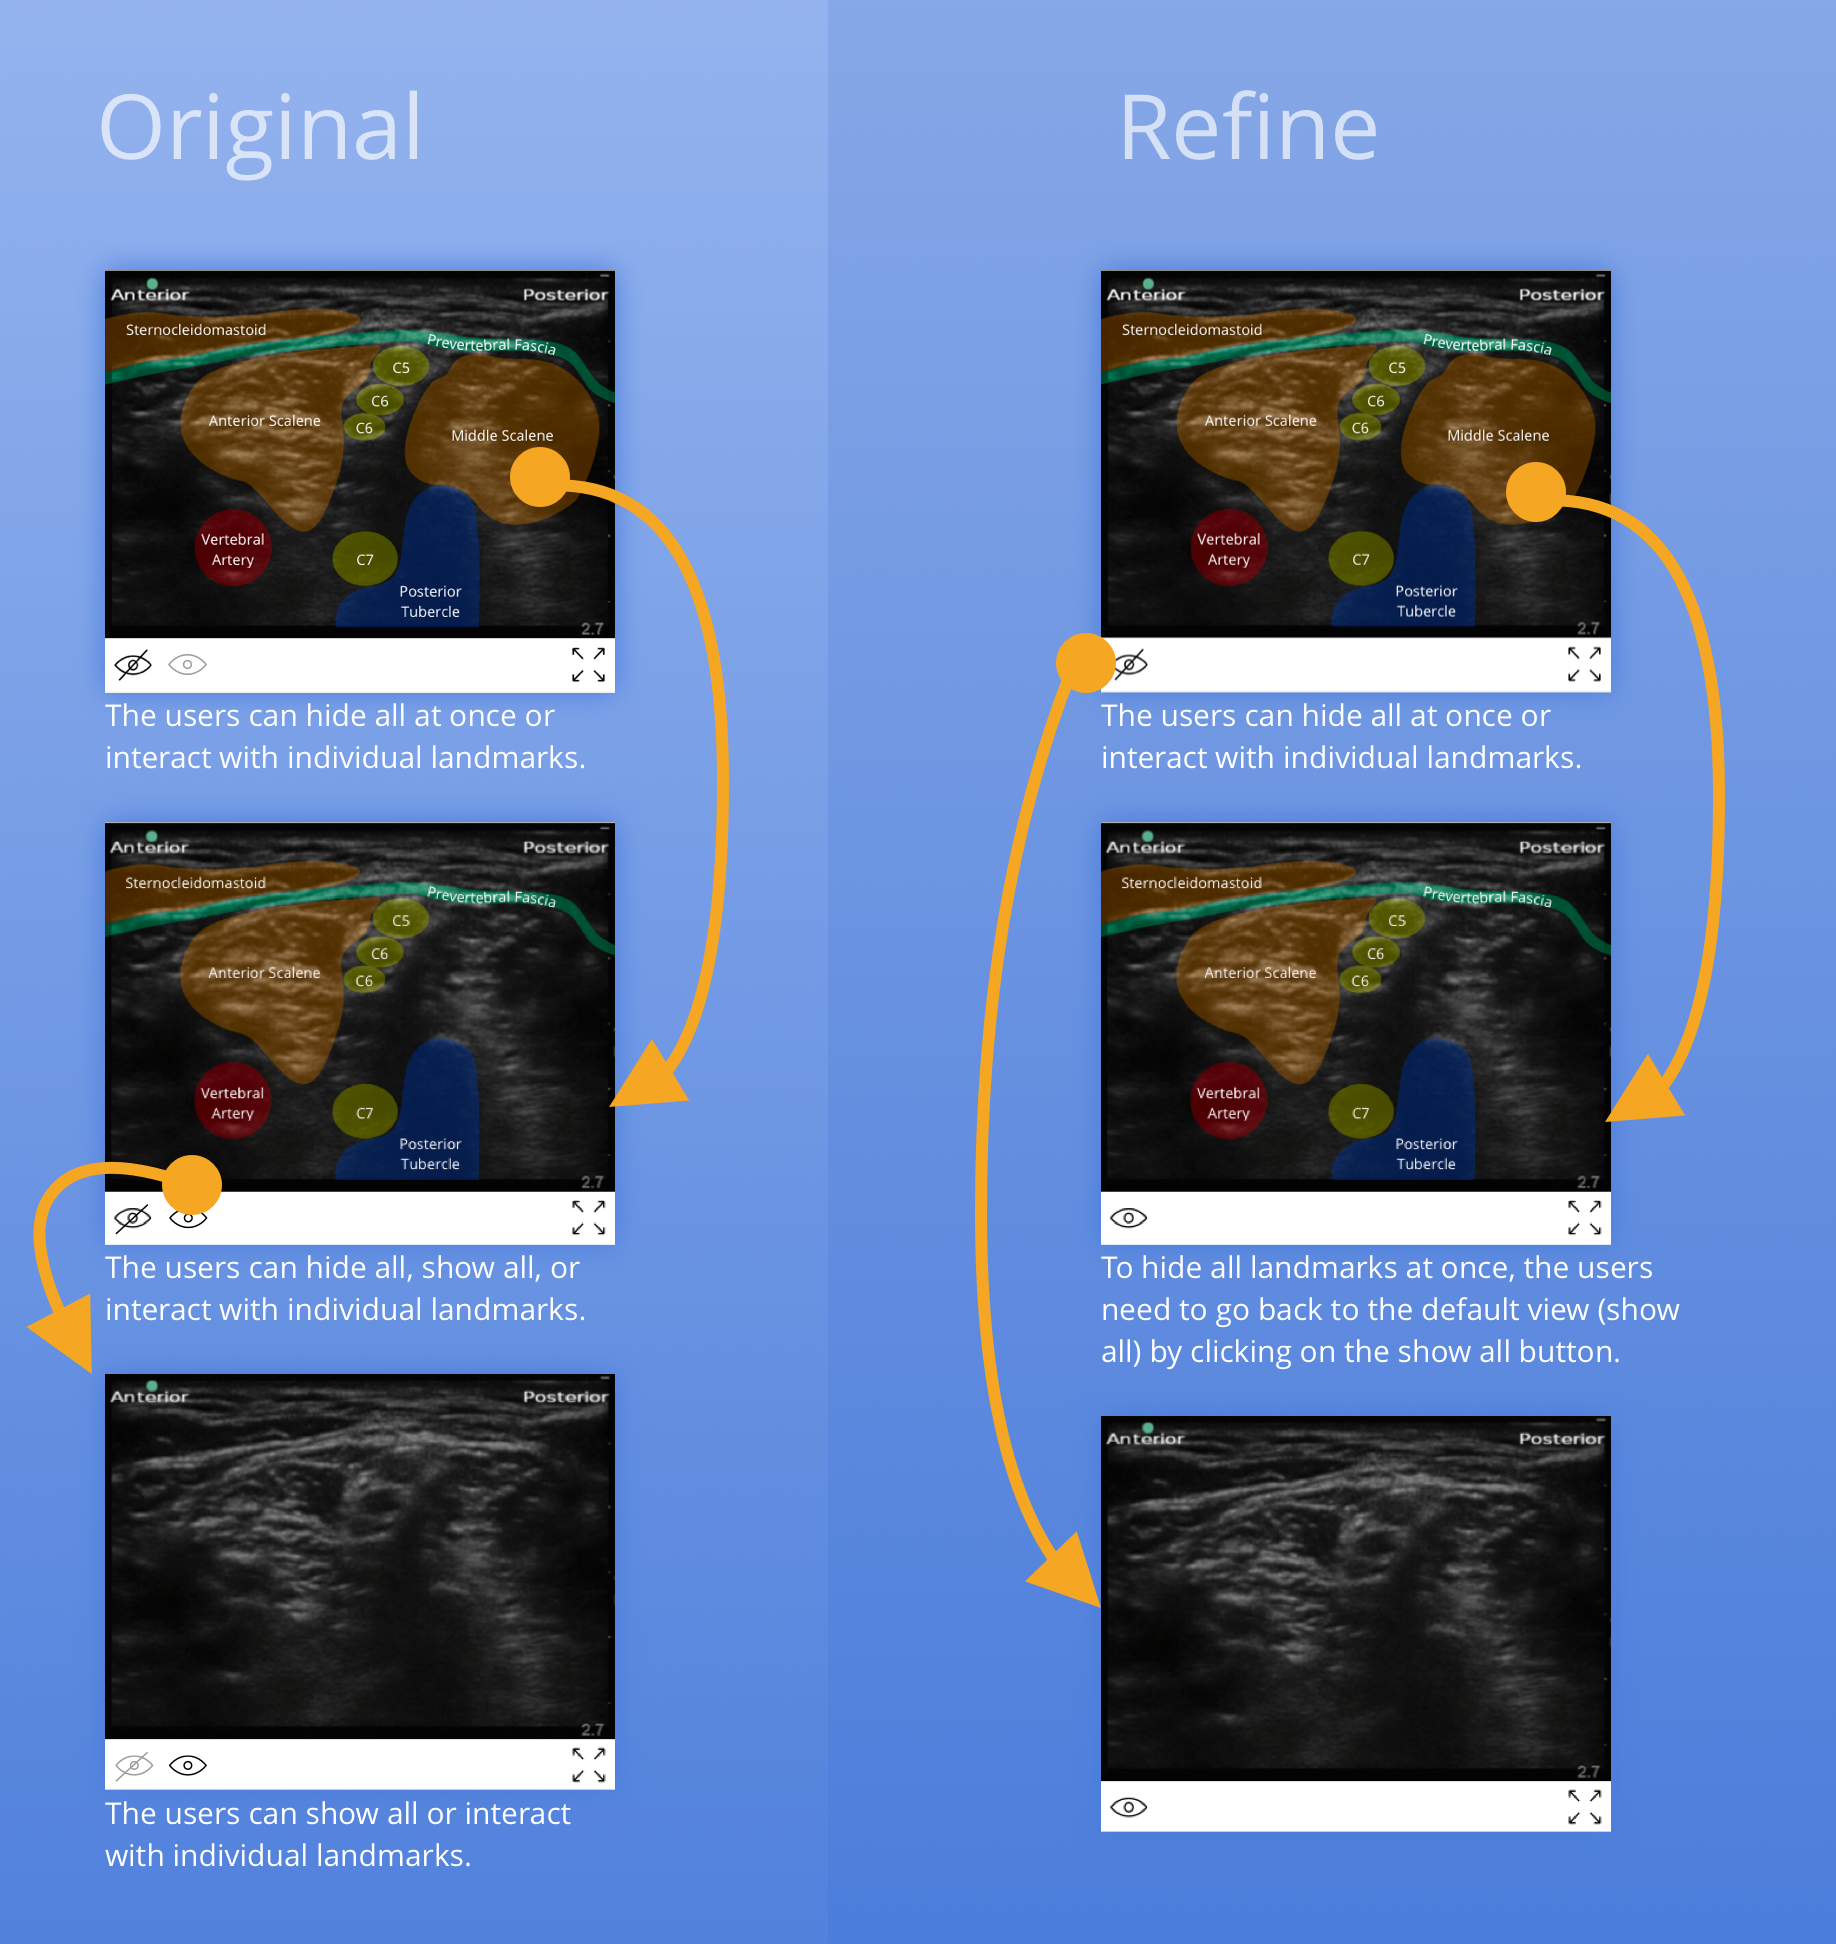 Original
Anterior
Posterior
Sternocleidomastoid
Prevertebral Fascia
C5
C6
Anterior Scalene
C6
Middle Scalene
Vertebral
Artery
C7
Posterior
Tubercle
2.7
The users can hide all at once or
interact with individual landmarks.
Anterior
Posterior
Sternocleidomastoid
Prevertebral Fascia
C5
C6
Anterior Scalene
C6
Vertebral
Artery
C7
Posterior
Tubercle
2.7
The users can hide all, show all, or
interact with individual landmarks.
Anterior
Posterior
2.7
The users can show all or interact
with individual landmarks.
Refine
Anterior
Posterior
Sternocleidomastoid
Prevertebral Fascia
C5
C6
Anterior Scalene
C6
Middle Scalene
Vertebral
Artery
C7
Posterior
Tubercle
2.7
The users can hide all at once or
interact with individual landmarks.
Anterior
Posterior
Sternocleidomastoid
Prevertebral Fascia
C5
C6
Anterior Scalene
C6
Vertebral
Artery
C7
Posterior
Tubercle
2.7
To hide all landmarks at once, the users
need to go back to the default view (show
all) by clicking on the show all button.
Anterior
Posterior
2.7